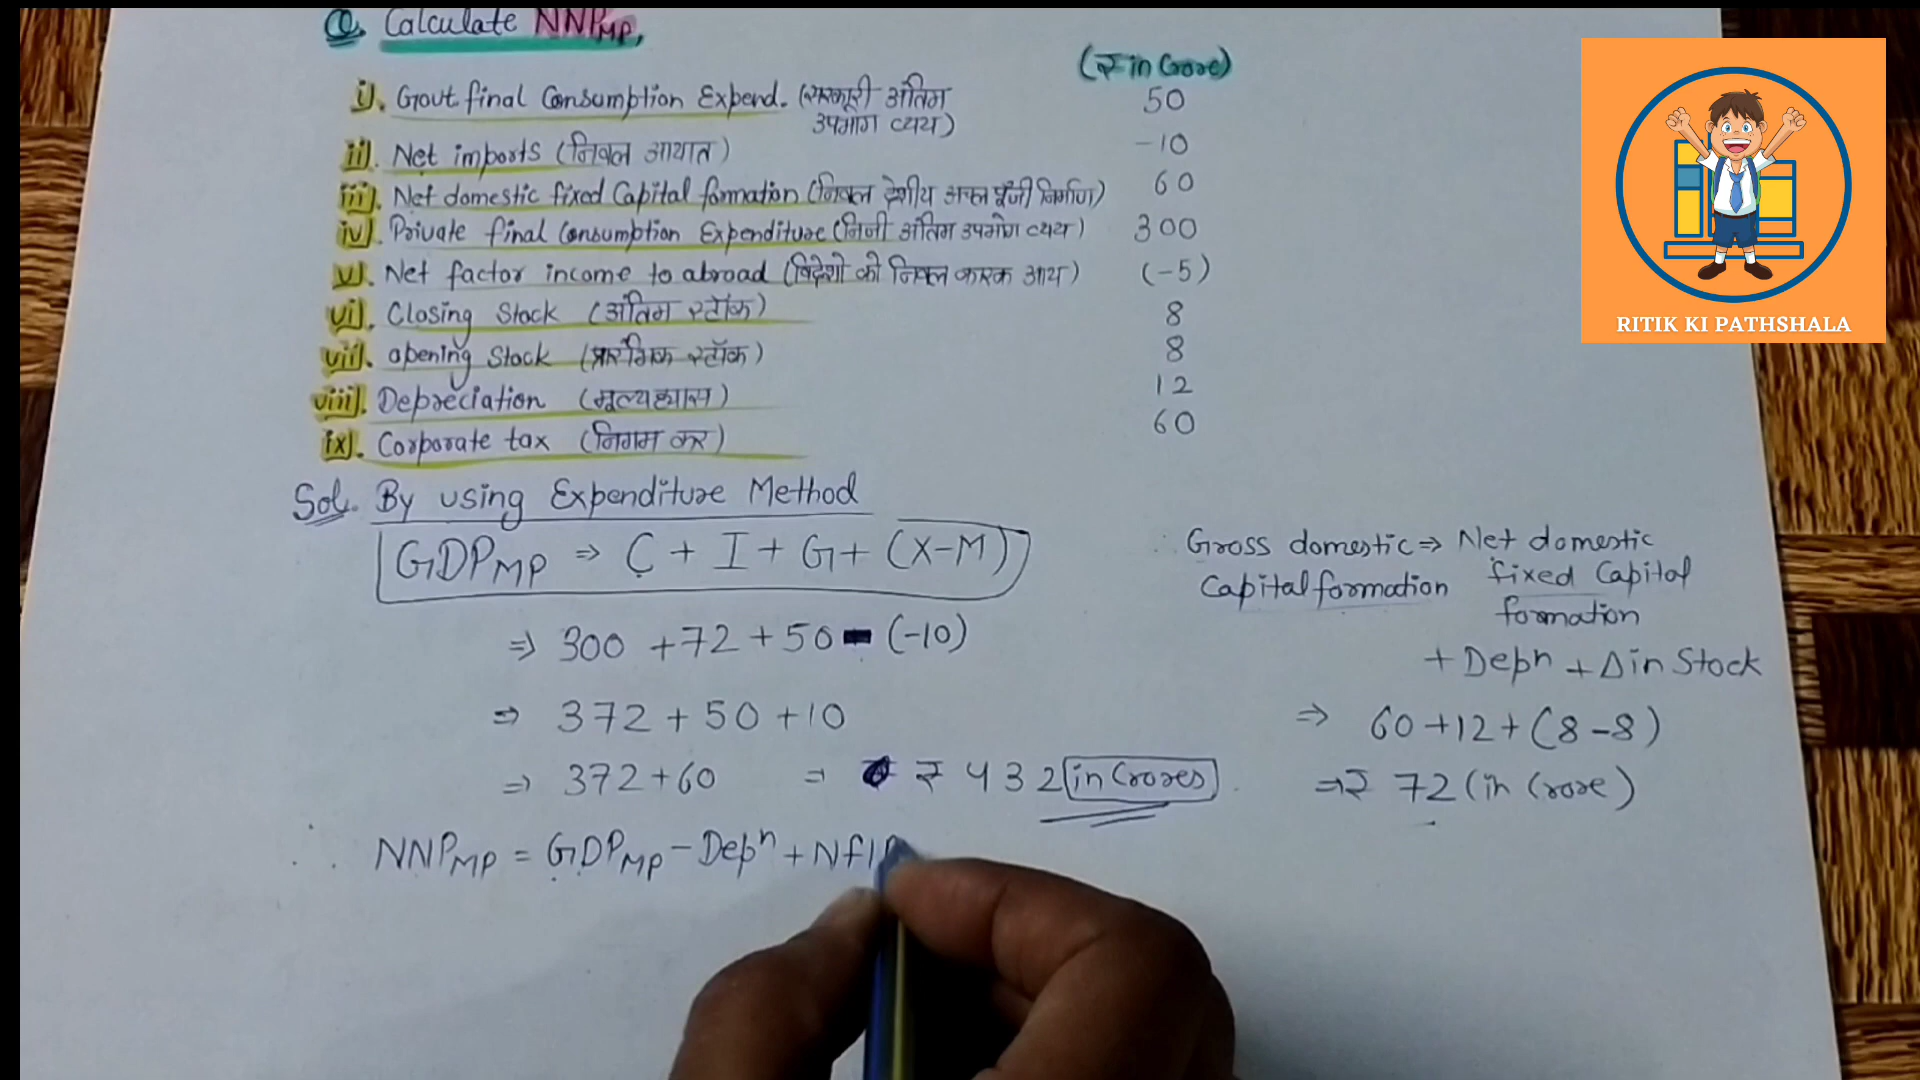 Q. Calculate NNPMP,
(₹ in Crore)
i). Govt. final Consumption Expend. (सरकारी अंतिम उपभोग व्यय) 50
ii). Net imports (निवल आयात) -10
iii). Net domestic fixed Capital formation (निवल देशीय अचल पूँजी निर्माण) 60
iv). Private final Consumption Expenditure (निजी अंतिम उपभोग व्यय) 300
v). Net factor income to abroad (विदेशो को निवल कारक आय) (-5)
vi). Closing Stock (अंतिम स्टॉक) 8
vii). opening Stock (प्रारंभिक स्टॉक) 8
viii). Depreciation (मूल्यह्रास) 12
ix). Corporate tax (निगम कर) 60
Sol. By using Expenditure Method
GDPMP ⇒ C + I + G + (X-M)
⇒ 300 + 72 + 50 - (-10)
⇒ 372 + 50 + 10
⇒ 372 + 60 ⇒ ₹ 432 in Crores
∴ NNPMP = GDPMP - Depⁿ + NFI
Gross domestic ⇒ Net domestic
Capital formation fixed Capital
formation
+ Depⁿ + Δ in Stock
⇒ 60 + 12 + (8 - 8)
⇒ ₹ 72 (in Crore)
RITIK KI PATHSHALA